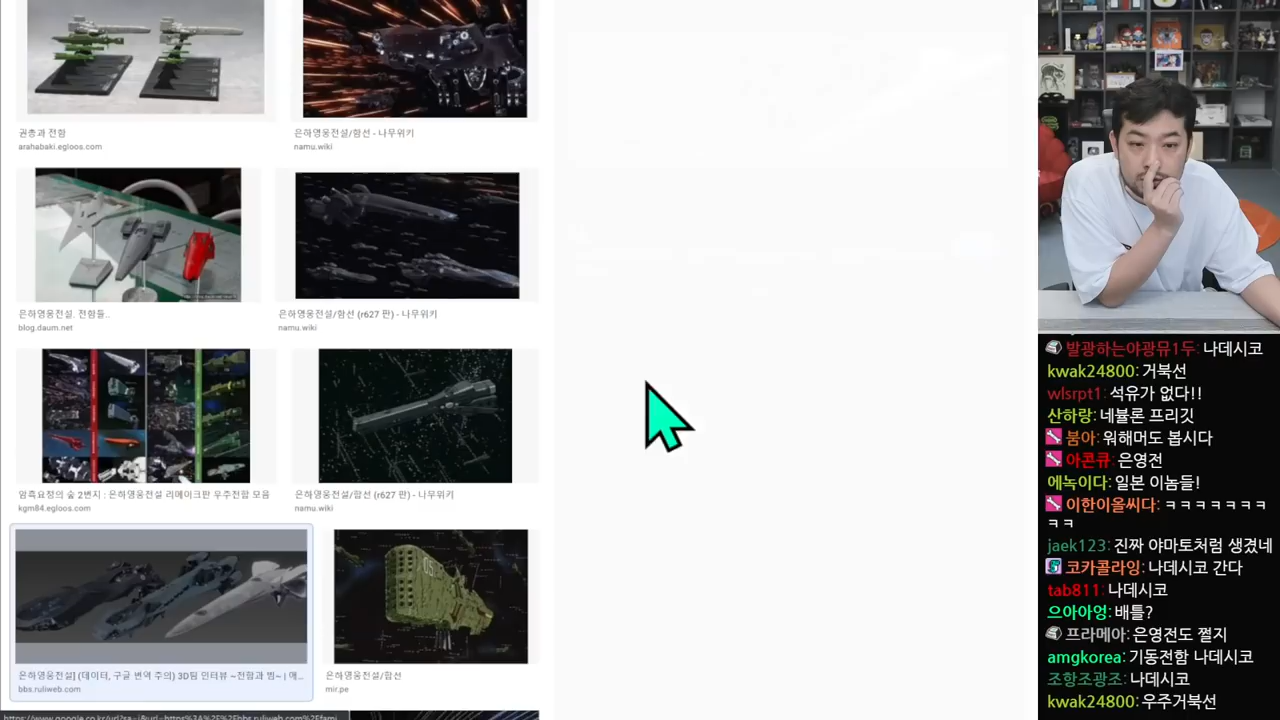 권총과 전함
arahabaki.egloos.com
은하영웅전설/함선 - 나무위키
namu.wiki
은하영웅전설. 전함들..
blog.daum.net
은하영웅전설/함선 (r627 판) - 나무위키
namu.wiki
암흑요정의 숲 2번지 : 은하영웅전설 리메이크판 우주전함 모음
kgm84.egloos.com
은하영웅전설/함선 (r627 판) - 나무위키
namu.wiki
은하영웅전설] (데이터, 구글 번역 주의) 3D팀 인터뷰 ~전함과 빔~ | 애...
bbs.ruliweb.com
은하영웅전설/함선
mir.pe
발광하는야광뮤1두: 나데시코
kwak24800: 거북선
wlsrpt1: 석유가 없다!!
산하랑: 네뷸론 프리깃
붐아: 워해머도 봅시다
아콘큐: 은영전
에녹이다: 일본 이놈들!
이한이올씨다: ㅋㅋㅋㅋㅋㅋㅋ
ㅋㅋ
jaek123: 진짜 야마토처럼 생겼네
코카콜라잉: 나데시코 간다
tab811: 나데시코
으아아엉: 배틀?
프라메아: 은영전도 쩔지
amgkorea: 기동전함 나데시코
조항조광조: 나데시코
kwak24800: 우주거북선